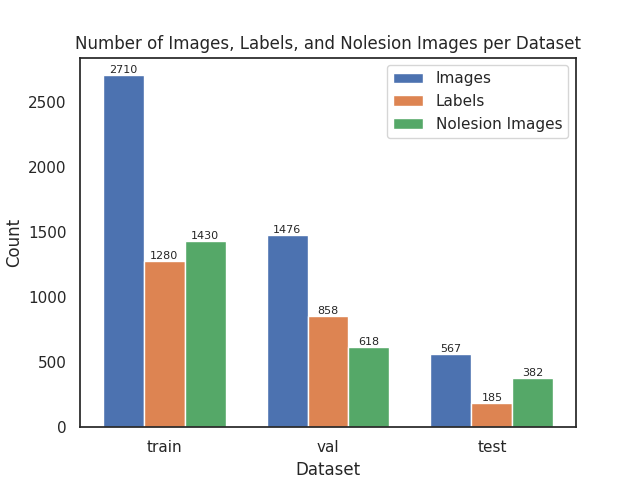 Number of Images, Labels, and Nolesion Images per Dataset
Images
Labels
Nolesion Images
Count
2500
2000
1500
1000
500
0
2710
1280
1430
1476
858
618
567
185
382
train
val
test
Dataset